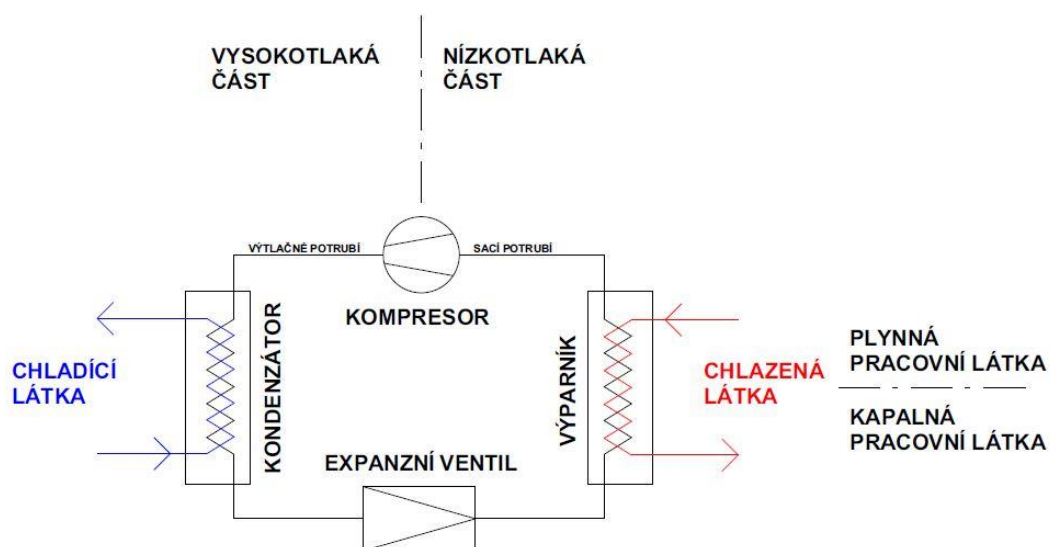 VYSOKOTLAKÁ
ČÁST
NÍZKOTLAKÁ
ČÁST
VÝTLAČNÉ POTRUBÍ
SACÍ POTRUBÍ
KOMPRESOR
KONDENZÁTOR
VÝPARNÍK
CHLADÍCÍ
LÁTKA
CHLAZENÁ
LÁTKA
PLYNNÁ
PRACOVNÍ LÁTKA
KAPALNÁ
PRACOVNÍ LÁTKA
EXPANZNÍ VENTIL